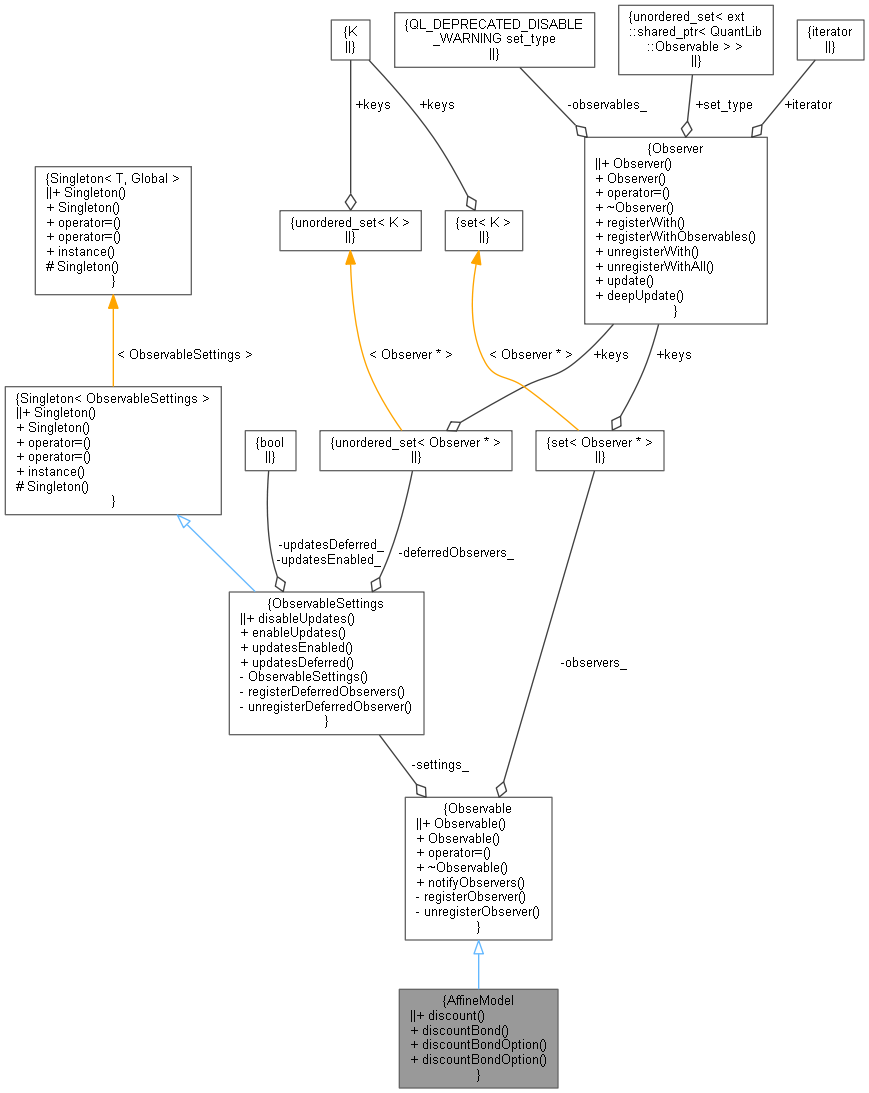 {K
||}
{QL_DEPRECATED_DISABLE
_WARNING set_type
||}
{unordered_set< ext
::shared_ptr< QuantLib
::Observable > >
||}
{iterator
||}
+keys
+keys
-observables_
+set_type
+iterator
{Singleton< T, Global >
||+ Singleton()
+ Singleton()
+ operator=()
+ operator=()
+ instance()
# Singleton()
}
{unordered_set< K >
||}
{set< K >
||}
{Observer
||+ Observer()
+ Observer()
+ operator=()
+ ~Observer()
+ registerWith()
+ registerWithObservables()
+ unregisterWith()
+ unregisterWithAll()
+ update()
+ deepUpdate()
}
< ObservableSettings >
< Observer * >
< Observer * >
+keys
+keys
{Singleton< ObservableSettings >
||+ Singleton()
+ Singleton()
+ operator=()
+ operator=()
+ instance()
# Singleton()
}
{bool
||}
{unordered_set< Observer * >
||}
{set< Observer * >
||}
-updatesDeferred_
-updatesEnabled_
-deferredObservers_
{ObservableSettings
||+ disableUpdates()
+ enableUpdates()
+ updatesEnabled()
+ updatesDeferred()
- ObservableSettings()
- registerDeferredObservers()
- unregisterDeferredObserver()
}
-observers_
-settings_
{Observable
||+ Observable()
+ Observable()
+ operator=()
+ ~Observable()
+ notifyObservers()
- registerObserver()
- unregisterObserver()
}
{AffineModel
||+ discount()
+ discountBond()
+ discountBondOption()
+ discountBondOption()
}